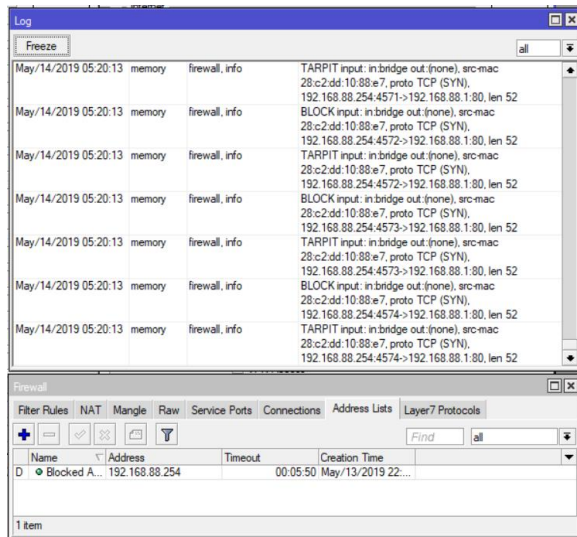 Log
Freeze all
May/14/2019 05:20:13 memory firewall, info TARPIT input: in:bridge out:(none), src-mac
28:c2:dd:10:88:e7, proto TCP (SYN),
192.168.88.254:4571->192.168.88.1:80, len 52
May/14/2019 05:20:13 memory firewall, info BLOCK input: in:bridge out:(none), src-mac
28:c2:dd:10:88:e7, proto TCP (SYN),
192.168.88.254:4572->192.168.88.1:80, len 52
May/14/2019 05:20:13 memory firewall, info TARPIT input: in:bridge out:(none), src-mac
28:c2:dd:10:88:e7, proto TCP (SYN),
192.168.88.254:4572->192.168.88.1:80, len 52
May/14/2019 05:20:13 memory firewall, info BLOCK input: in:bridge out:(none), src-mac
28:c2:dd:10:88:e7, proto TCP (SYN),
192.168.88.254:4573->192.168.88.1:80, len 52
May/14/2019 05:20:13 memory firewall, info TARPIT input: in:bridge out:(none), src-mac
28:c2:dd:10:88:e7, proto TCP (SYN),
192.168.88.254:4573->192.168.88.1:80, len 52
May/14/2019 05:20:13 memory firewall, info BLOCK input: in:bridge out:(none), src-mac
28:c2:dd:10:88:e7, proto TCP (SYN),
192.168.88.254:4574->192.168.88.1:80, len 52
May/14/2019 05:20:13 memory firewall, info TARPIT input: in:bridge out:(none), src-mac
28:c2:dd:10:88:e7, proto TCP (SYN),
192.168.88.254:4574->192.168.88.1:80, len 52
Firewall
Filter Rules NAT Mangle Raw Service Ports Connections Address Lists Layer7 Protocols
Find all
Name Address Timeout Creation Time
D Blocked A... 192.168.88.254 00:05:50 May/13/2019 22:...
1 item